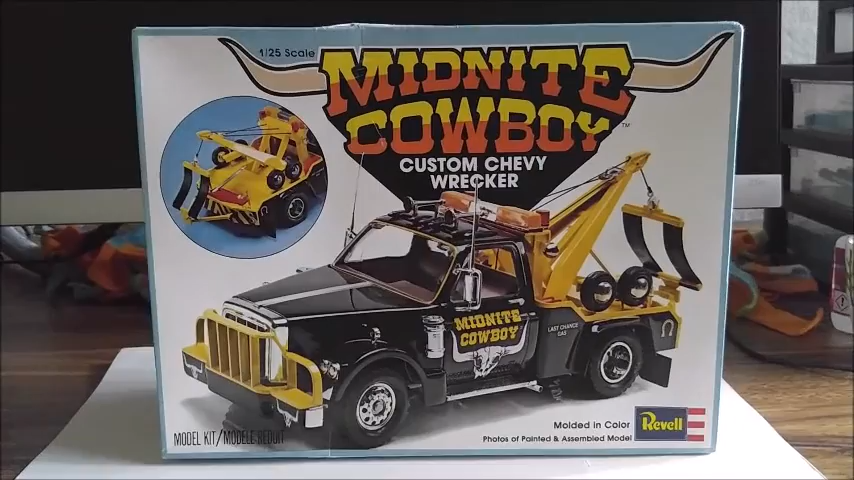 1/25 Scale
MIDNITE
COWBOY™
CUSTOM CHEVY
WRECKER
MIDNITE
COWBOY
LAST CHANCE
GAS
Molded in Color
Photos of Painted & Assembled Model
Revell
MODEL KIT/MODELE REDUIT